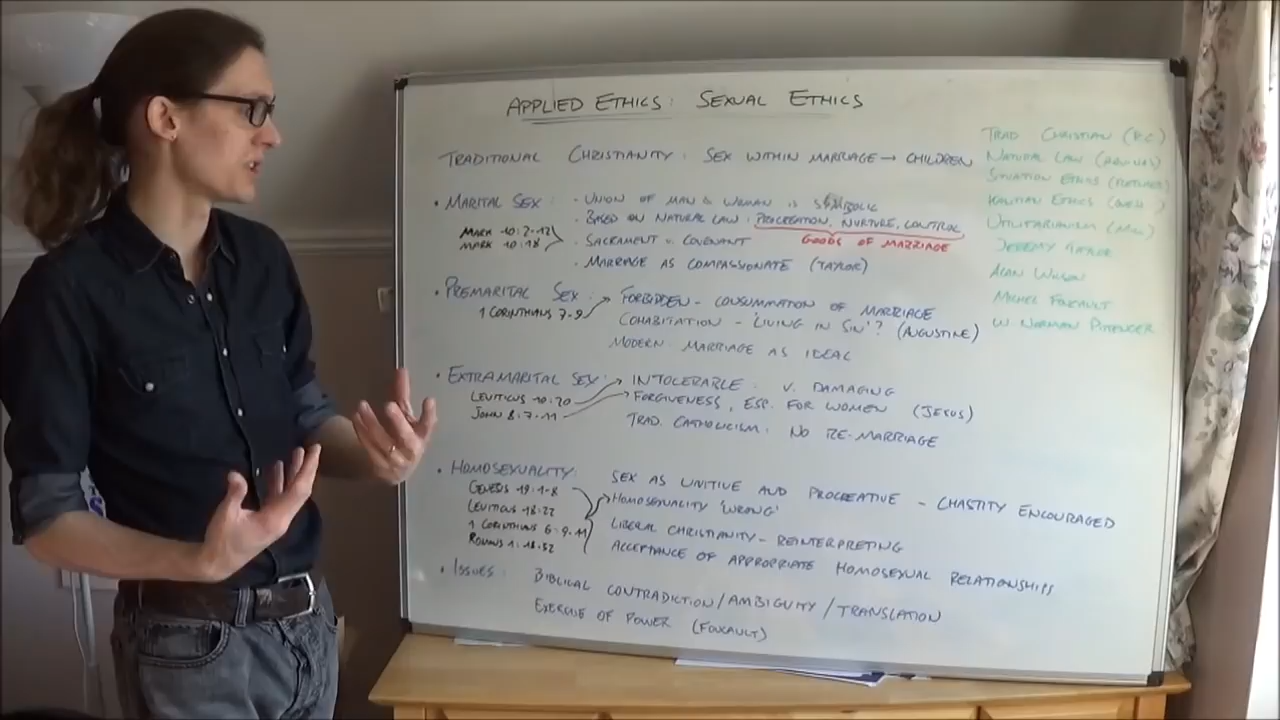 APPLIED ETHICS: SEXUAL ETHICS
TRADITIONAL CHRISTIANITY: SEX WITHIN MARRIAGE → CHILDREN
• MARITAL SEX:
MARK 10:2-12
MARK 10:18
• UNION OF MAN & WOMAN IS SYMBOLIC
• BASED ON NATURAL LAW: PROCREATION, NURTURE, CONTROL
GOODS OF MARRIAGE
• SACRAMENT v. COVENANT
• MARRIAGE AS COMPASSIONATE (TAYLOR)
• PREMARITAL SEX:
1 CORINTHIANS 7-9
FORBIDDEN - CONSUMMATION OF MARRIAGE
COHABITATION - 'LIVING IN SIN'? (AUGUSTINE)
MODERN MARRIAGE AS IDEAL
• EXTRAMARITAL SEX:
LEVITICUS 10:20
JOHN 8:7-11
INTOLERABLE: V. DAMAGING
FORGIVENESS, ESP. FOR WOMEN (JESUS)
TRAD. CATHOLICISM: NO RE-MARRIAGE
• HOMOSEXUALITY:
GENESIS 19:1-8
LEVITICUS 18:22
1 CORINTHIANS 6:9-11
ROMANS 1:18-32
SEX AS UNITIVE AND PROCREATIVE - CHASTITY ENCOURAGED
HOMOSEXUALITY 'WRONG'
LIBERAL CHRISTIANITY - REINTERPRETING
ACCEPTANCE OF APPROPRIATE HOMOSEXUAL RELATIONSHIPS
• ISSUES:
BIBLICAL CONTRADICTION/AMBIGUITY/TRANSLATION
EXERCISE OF POWER (FOUCAULT)
TRAD CHRISTIAN (R.C)
NATURAL LAW (AQUINAS)
SITUATION ETHICS (FLETCHER)
KANTIAN ETHICS
UTILITARIANISM (MILL)
JEREMY TAYLOR
ALAN WILSON
MICHEL FOUCAULT
W NORMAN PITTENGER